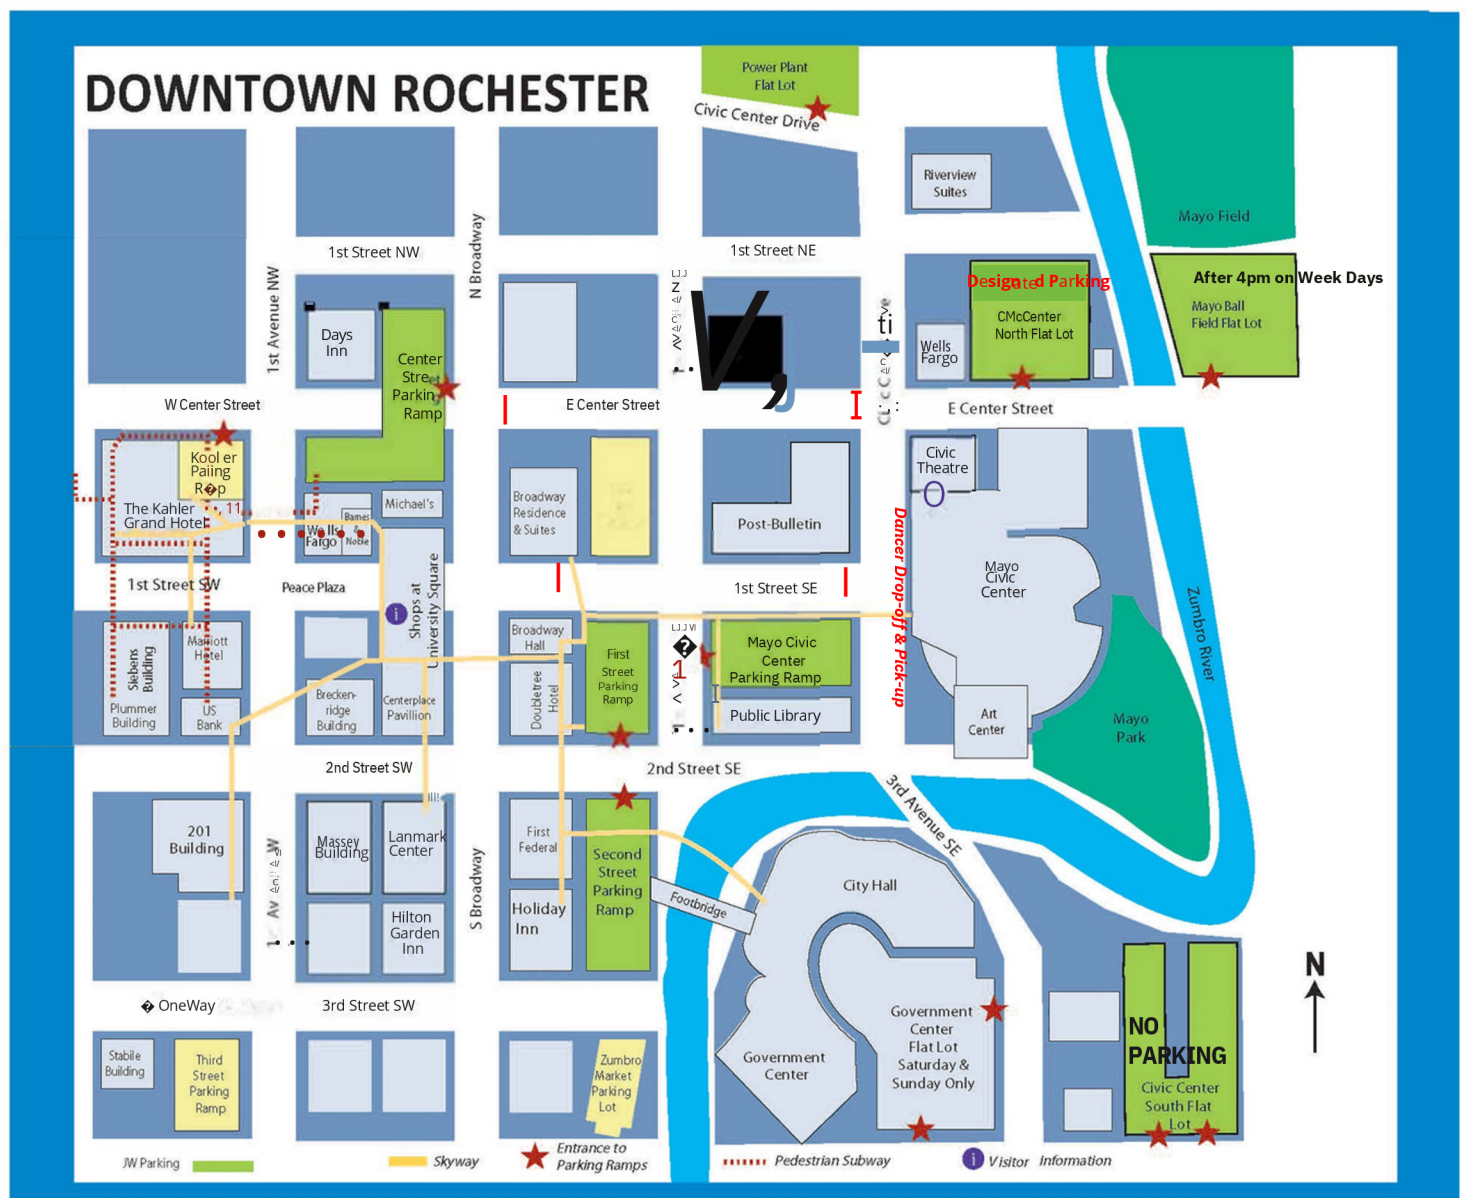 DOWNTOWN ROCHESTER
Power Plant
Flat Lot
Civic Center Drive
Riverview
Suites
Mayo Field
1st Street NW
N Broadway
1st Street NE
1st Avenue NW
Days
Inn
Center
Parkin
Ramp
Wells
Fargo
Designated Parking
CMcCenter
North Flat Lot
After 4pm on Week Days
Mayo Ball
Field Flat Lot
W Center Street
E Center Street
E Center Street
Kool er
Paiing
R�p
The Kahler
Grand Hotel
11
Michael's
Wells
Fargo
Barnes
&
Noble
Broadway
Residence
& Suites
Post-Bulletin
Civic
Theatre
Mayo
Civic
Center
Dancer Drop-off & Pick-up
1st Street SW
Peace Plaza
Shops at
University Square
1st Street SE
Zumbro River
Siebens
Building
Plummer
Building
Marriott
Hotel
US
Bank
Brecken-
ridge
Building
Centerplace
Pavillion
Broadway
Hall
Doubletree
Hotel
First
Street
Parking
Ramp
Mayo Civic
Center
Parking Ramp
Public Library
Art
Center
Mayo
Park
2nd Street SW
2nd Street SE
3rd Avenue SE
201
Building
Massey
Building
Lanmark
Center
S Broadway
First
Federal
Second
Street
Parking
Ramp
Holiday
Inn
Hilton
Garden
Inn
Footbridge
City Hall
� OneWay
3rd Street SW
Government
Center
Flat Lot
Saturday &
Sunday Only
Government
Center
N
NO
PARKING
Civic Center
South Flat
Lot
Stabile
Building
Third
Street
Parking
Ramp
Zumbro
Market
Parking
Lot
JW Parking
Skyway
Entrance to
Parking Ramps
Pedestrian Subway
i Visitor Information